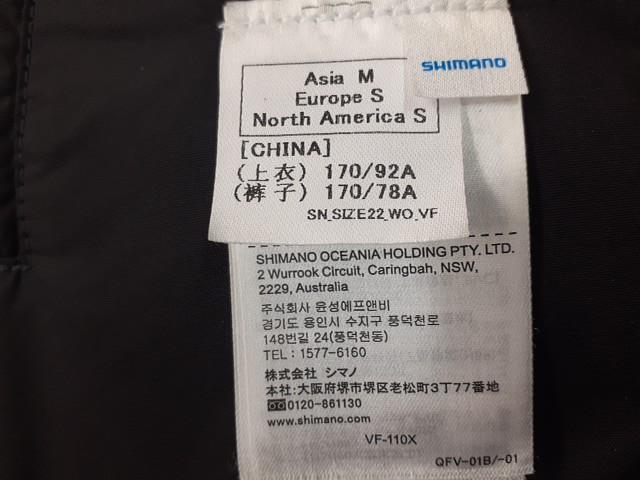 SHIMANO
Asia M
Europe S
North America S
[CHINA]
(上衣) 170/92A
(裤子) 170/78A
SN_SIZE22_WO_VF
SHIMANO OCEANIA HOLDING PTY. LTD.
2 Wurrook Circuit, Caringbah, NSW,
2229, Australia
주식회사 윤성에프앤비
경기도 용인시 수지구 풍덕천로
148번길 24(풍덕천동)
TEL : 1577-6160
株式会社 シマノ
本社:大阪府堺市堺区老松町3丁77番地
0120-861130
www.shimano.com
VF-110X
QFV-01B/-01